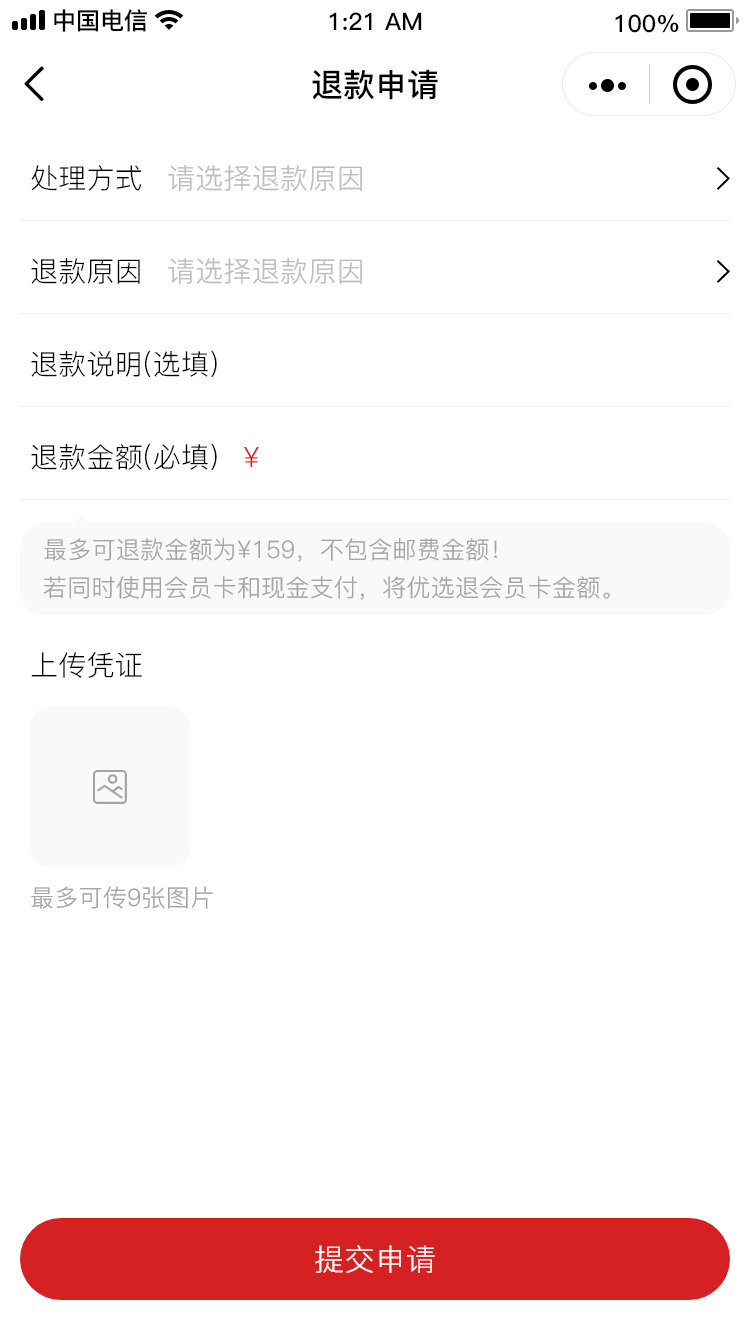 中国电信 1:21 AM 100%
退款申请
处理方式 请选择退款原因
退款原因 请选择退款原因
退款说明(选填)
退款金额(必填) ¥
最多可退款金额为¥159，不包含邮费金额！
若同时使用会员卡和现金支付，将优选退会员卡金额。
上传凭证
最多可传9张图片
提交申请